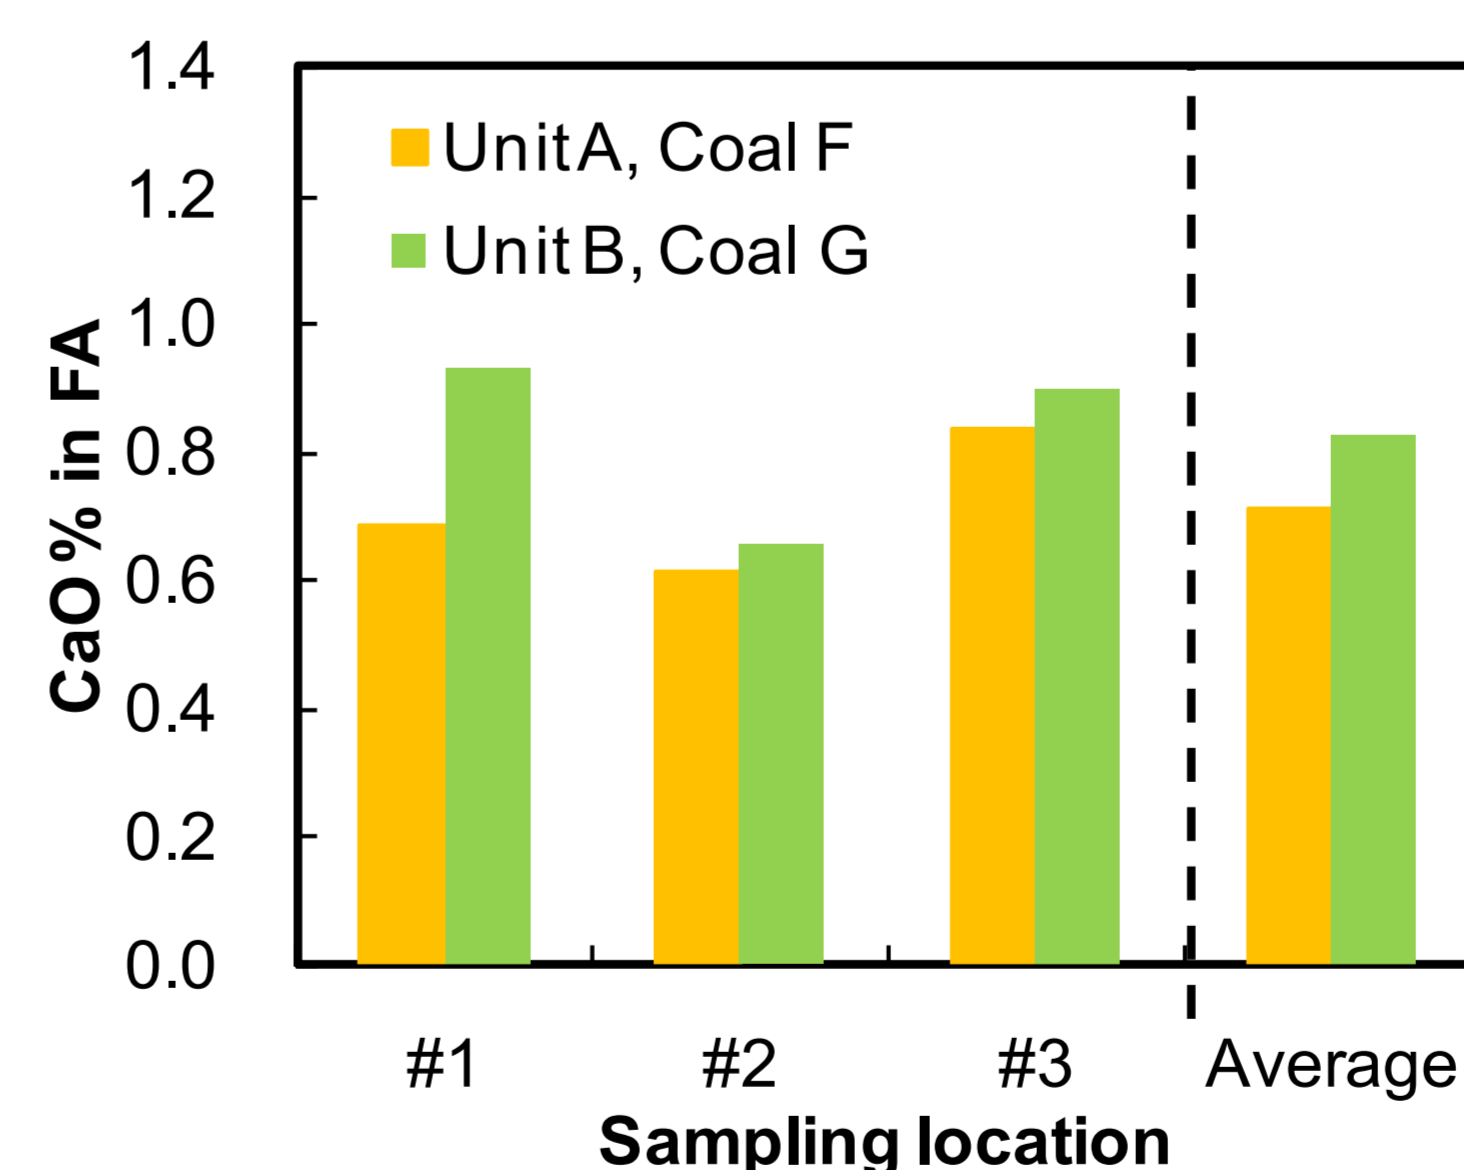 1.4
1.2
1.0
0.8
0.6
0.4
0.2
0.0
CaO % in FA
Unit A, Coal F
Unit B, Coal G
#1 #2 #3 Average
Sampling location